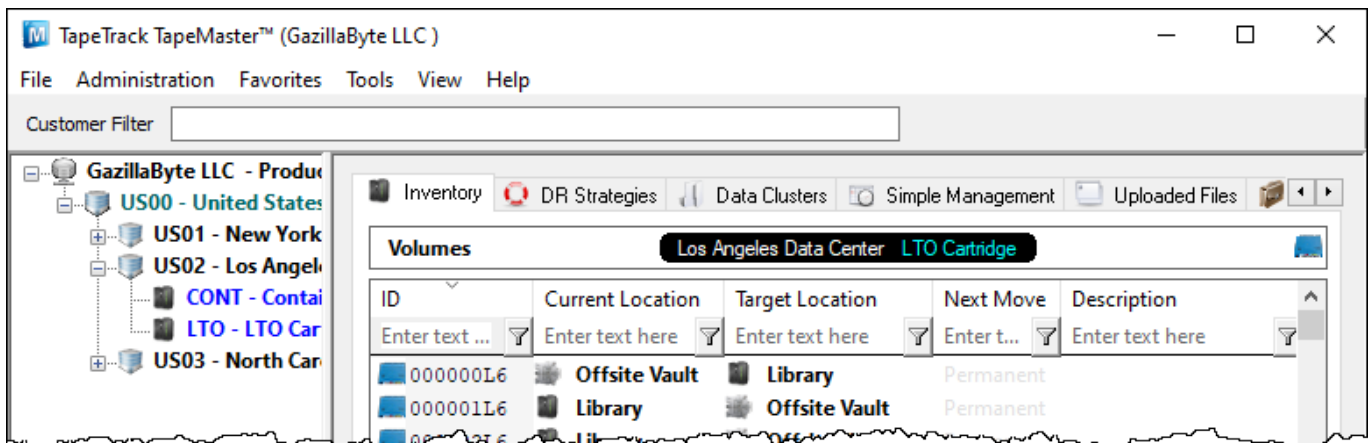 TapeTrack TapeMaster™ (GazillaByte LLC )
File Administration Favorites Tools View Help
Customer Filter
GazillaByte LLC - Produc
US00 - United States
US01 - New York
US02 - Los Angel
CONT - Contai
LTO - LTO Car
US03 - North Car
Inventory DR Strategies Data Clusters Simple Management Uploaded Files
Volumes Los Angeles Data Center LTO Cartridge
ID Current Location Target Location Next Move Description
Enter text ... Enter text here Enter text here Enter t... Enter text here
000000L6 Offsite Vault Library Permanent
000001L6 Library Offsite Vault Permanent